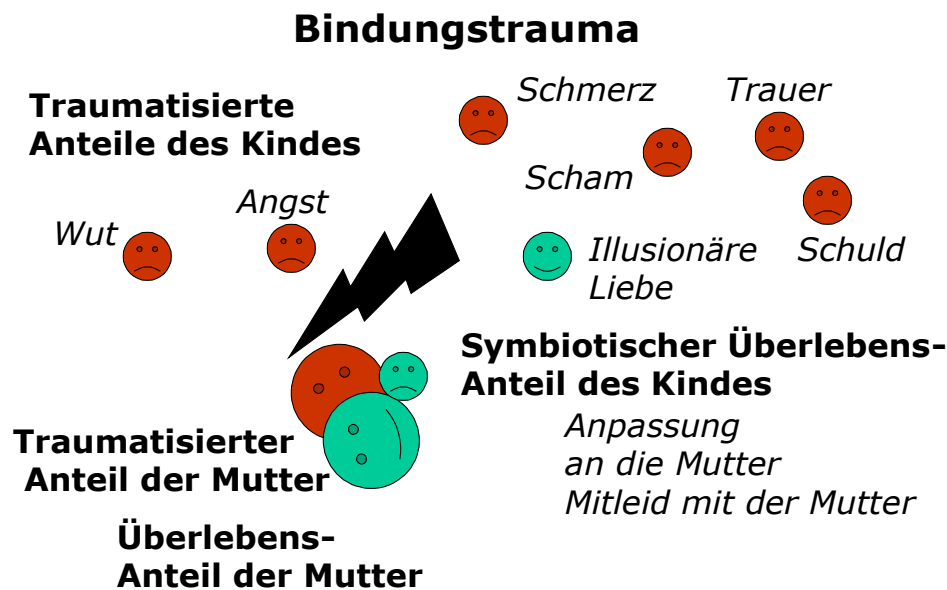 Bindungstrauma
Traumatisierte
Anteile des Kindes
Schmerz
Trauer
Scham
Angst
Wut
Illusionäre
Liebe
Schuld
Symbiotischer Überlebens-
Anteil des Kindes
Anpassung
an die Mutter
Mitleid mit der Mutter
Traumatisierter
Anteil der Mutter
Überlebens-
Anteil der Mutter